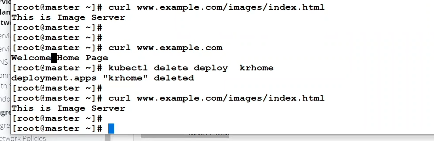 [root@master ~]# curl www.example.com/images/index.html
This is Image Server
[root@master ~]#
[root@master ~]#
[root@master ~]# curl www.example.com
Welcome Home Page
[root@master ~]# kubectl delete deploy  krhome
deployment.apps "krhome" deleted
[root@master ~]#
[root@master ~]# curl www.example.com/images/index.html
This is Image Server
[root@master ~]#
[root@master ~]#